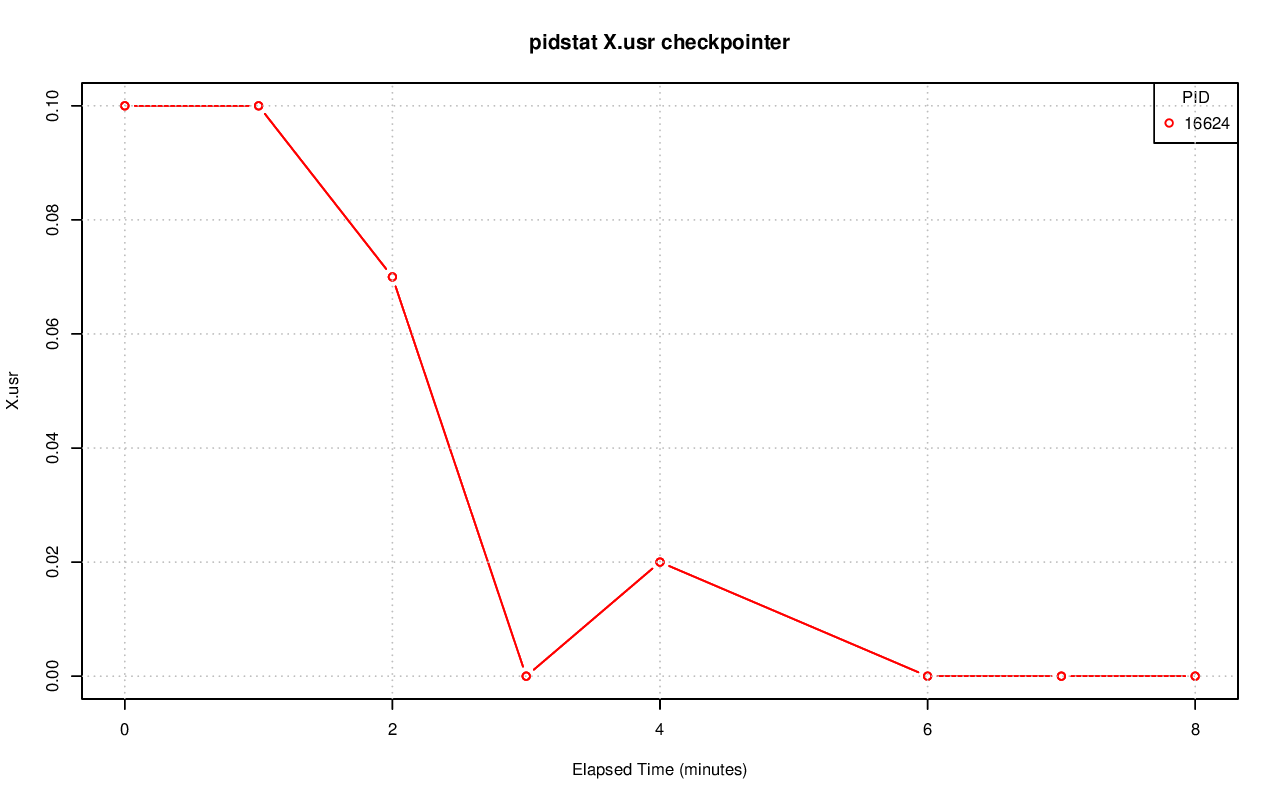 pidstat X.usr checkpointer
PID
16624
X.usr
0.10
0.08
0.06
0.04
0.02
0.00
0 2 4 6 8
Elapsed Time (minutes)